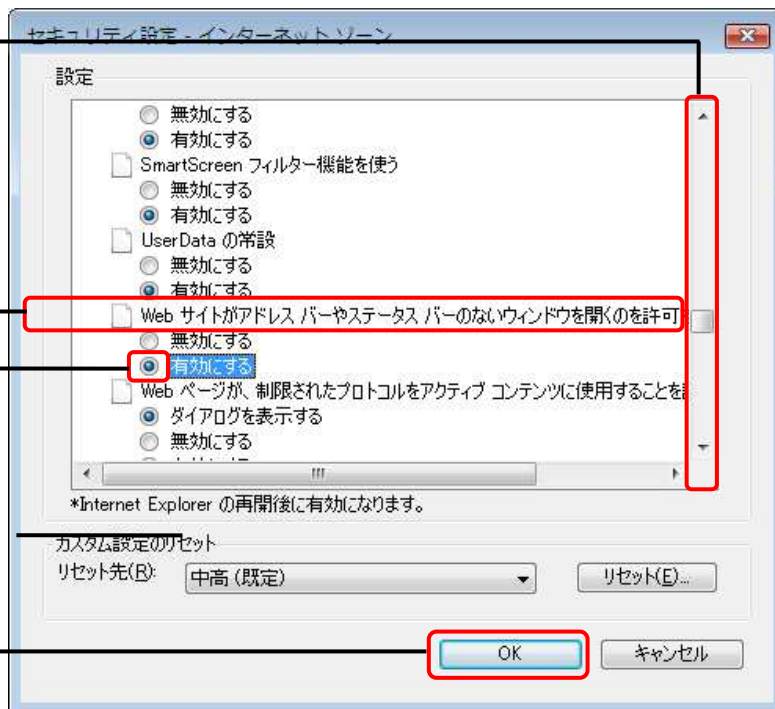 セキュリティ設定 - インターネット ゾーン
設定
無効にする
有効にする
SmartScreen フィルター機能を使う
無効にする
有効にする
UserData の常設
無効にする
有効にする
Web サイトがアドレス バーやステータス バーのないウィンドウを開くのを許可
無効にする
有効にする
Web ページが、制限されたプロトコルをアクティブ コンテンツに使用することを
ダイアログを表示する
無効にする
*Internet Explorer の再開後に有効になります。
カスタム設定のリセット
リセット先(R): 中高 (既定) リセット(E)...
OK キャンセル